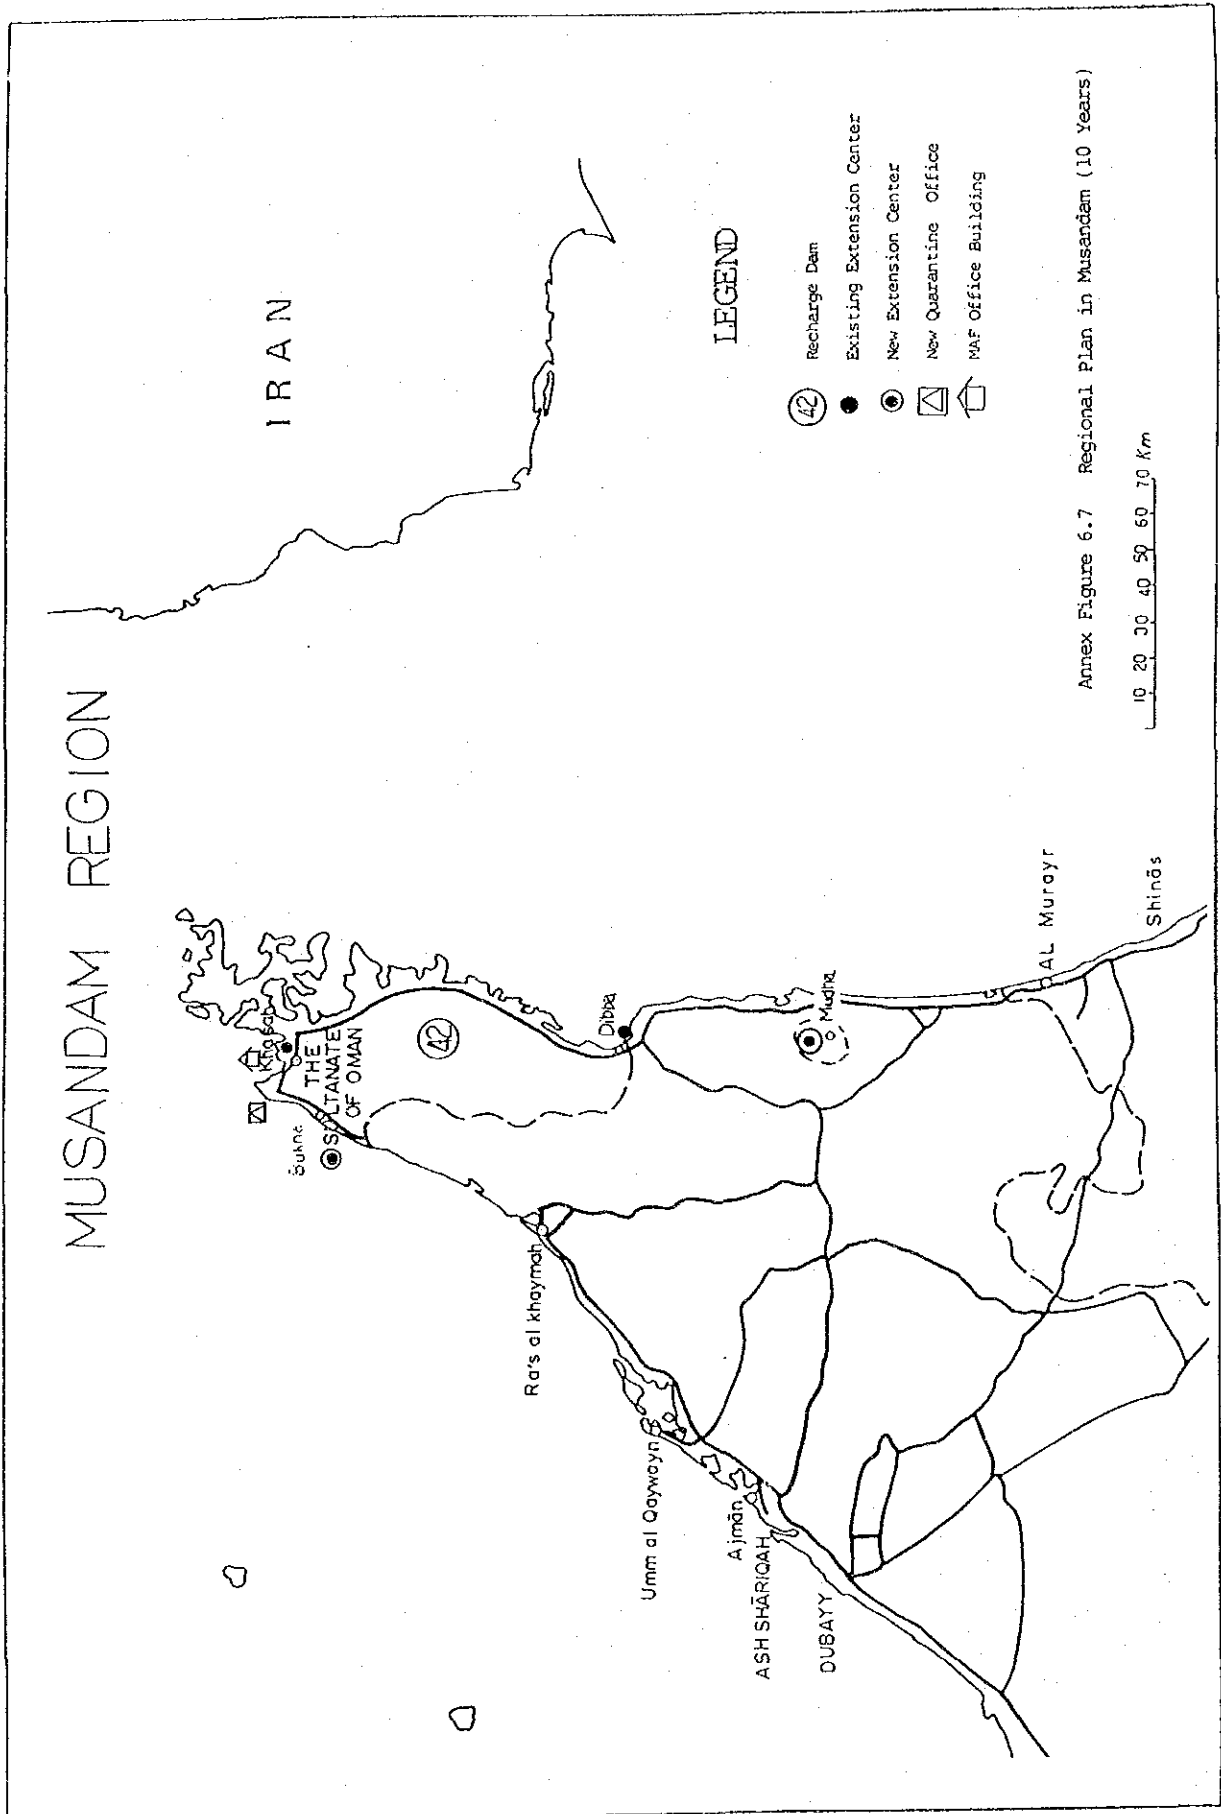 MUSANDAM REGION
IRAN
Khasab
THE
SULTANATE
OF OMAN
42
Dibba
Mudha
Ra's al khaymah
Umm al Qaywayn
Ajmān
ASH SHĀRIQAH
DUBAYY
AL Murayr
Shinās
LEGEND
42 Recharge Dam
Existing Extension Center
New Extension Center
New Quarantine Office
MAF Office Building
Annex Figure 6.7 Regional Plan in Musandam (10 Years)
10 20 30 40 50 60 70 Km